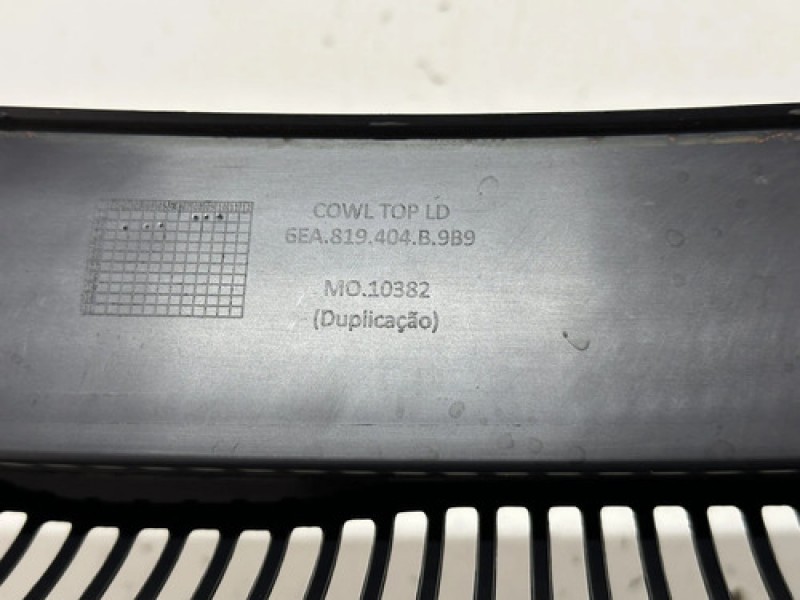 COWL TOP LD
6EA.819.404.B.9B9
MO.10382
(Duplicação)